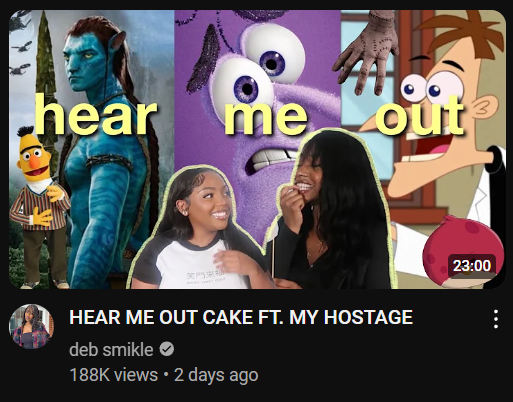 hear me out
23:00
HEAR ME OUT CAKE FT. MY HOSTAGE
deb smikle
188K views • 2 days ago